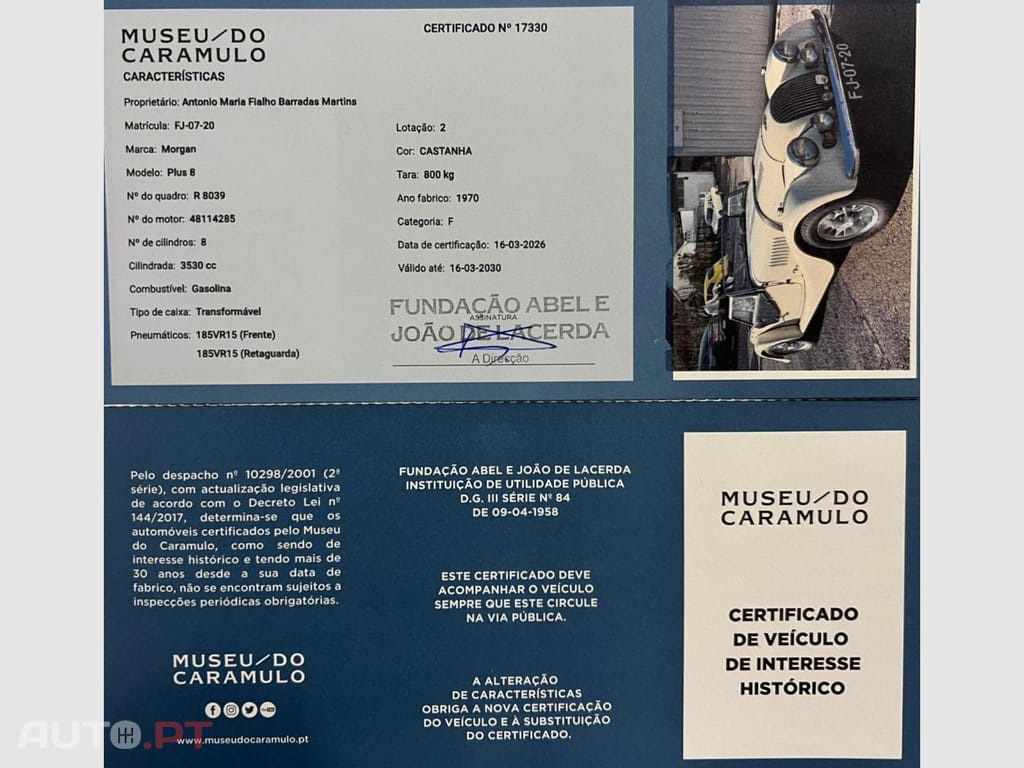 MUSEU/DO
CARAMULO
CERTIFICADO Nº 17330
CARACTERÍSTICAS
Proprietário: Antonio Maria Fialho Barradas Martins
Matrícula: FJ-07-20
Marca: Morgan
Modelo: Plus 8
Nº do quadro: R 8039
Nº do motor: 48114285
Nº de cilindros: 8
Cilindrada: 3530 cc
Combustível: Gasolina
Tipo de caixa: Transformável
Pneumáticos: 185VR15 (Frente)
185VR15 (Retaguarda)
Lotação: 2
Cor: CASTANHA
Tara: 800 kg
Ano fabrico: 1970
Categoria: F
Data de certificação: 16-03-2026
Válido até: 16-03-2030
FUNDAÇÃO ABEL E
ASSINATURA
JOÃO DE LACERDA
A Direcção
FJ-07-20
Pelo despacho nº 10298/2001 (2ª
série), com actualização legislativa
de acordo com o Decreto Lei nº
144/2017, determina-se que os
automóveis certificados pelo Museu
do Caramulo, como sendo de
interesse histórico e tendo mais de
30 anos desde a sua data de
fabrico, não se encontram sujeitos a
inspecções periódicas obrigatórias.
MUSEU/DO
CARAMULO
www.museudocaramulo.pt
FUNDAÇÃO ABEL E JOÃO DE LACERDA
INSTITUIÇÃO DE UTILIDADE PÚBLICA
D.G. III SÉRIE Nº 84
DE 09-04-1958
ESTE CERTIFICADO DEVE
ACOMPANHAR O VEÍCULO
SEMPRE QUE ESTE CIRCULE
NA VIA PÚBLICA.
A ALTERAÇÃO
DE CARACTERÍSTICAS
OBRIGA A NOVA CERTIFICAÇÃO
DO VEÍCULO E À SUBSTITUIÇÃO
DO CERTIFICADO.
MUSEU/DO
CARAMULO
CERTIFICADO
DE VEÍCULO
DE INTERESSE
HISTÓRICO
AUTO.PT